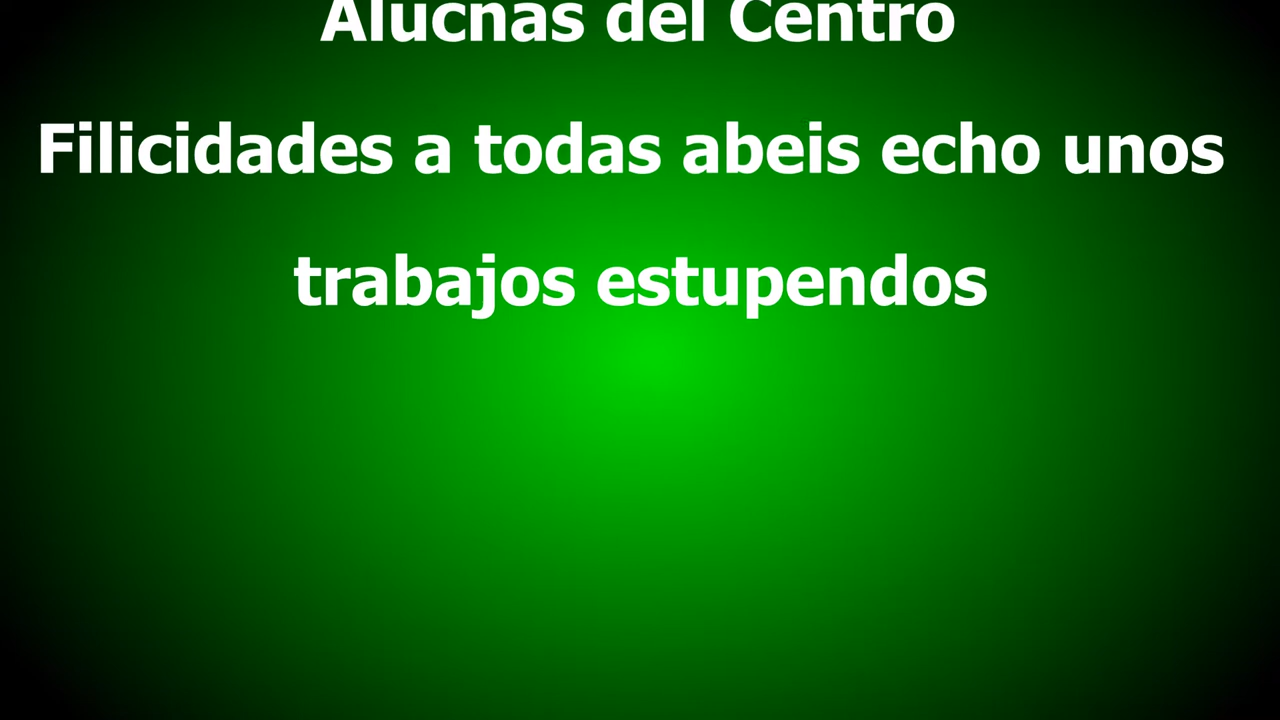 Alucnas del Centro
Filicidades a todas abeis echo unos
trabajos estupendos